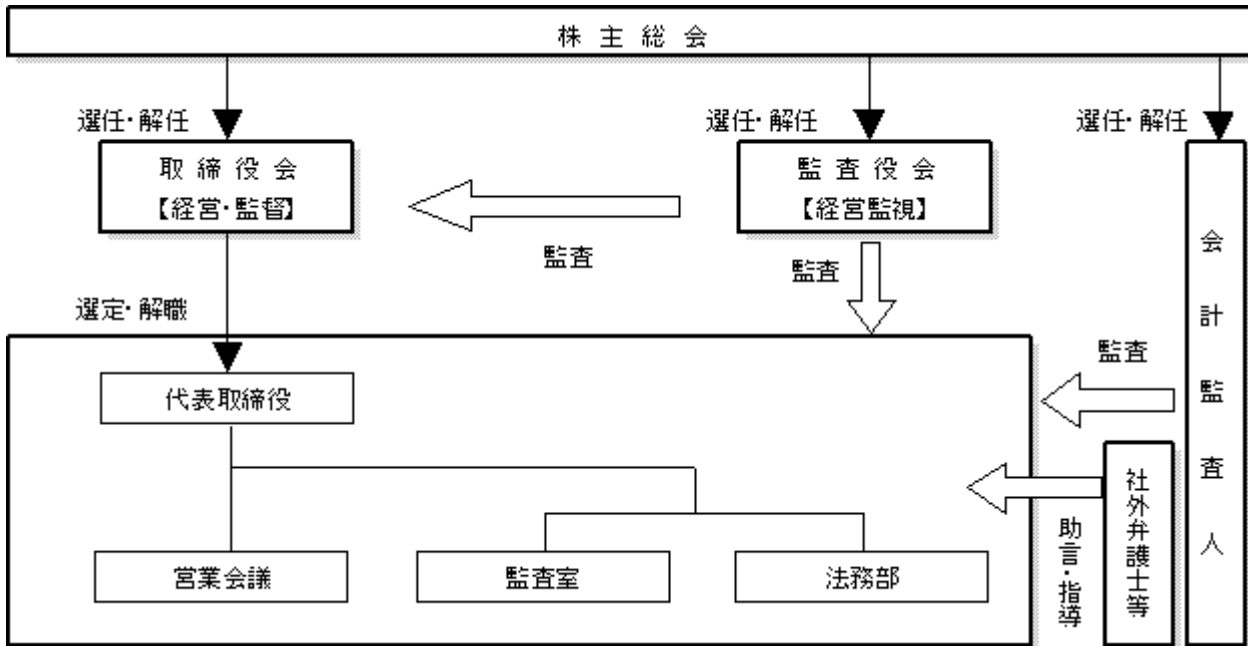 株主総会
選任・解任
選任・解任
選任・解任
取締役会
【経営・監督】
監査役会
【経営監視】
監査
監査
選定・解職
会計監査人
監査
代表取締役
社外弁護士等
助言・指導
営業会議
監査室
法務部